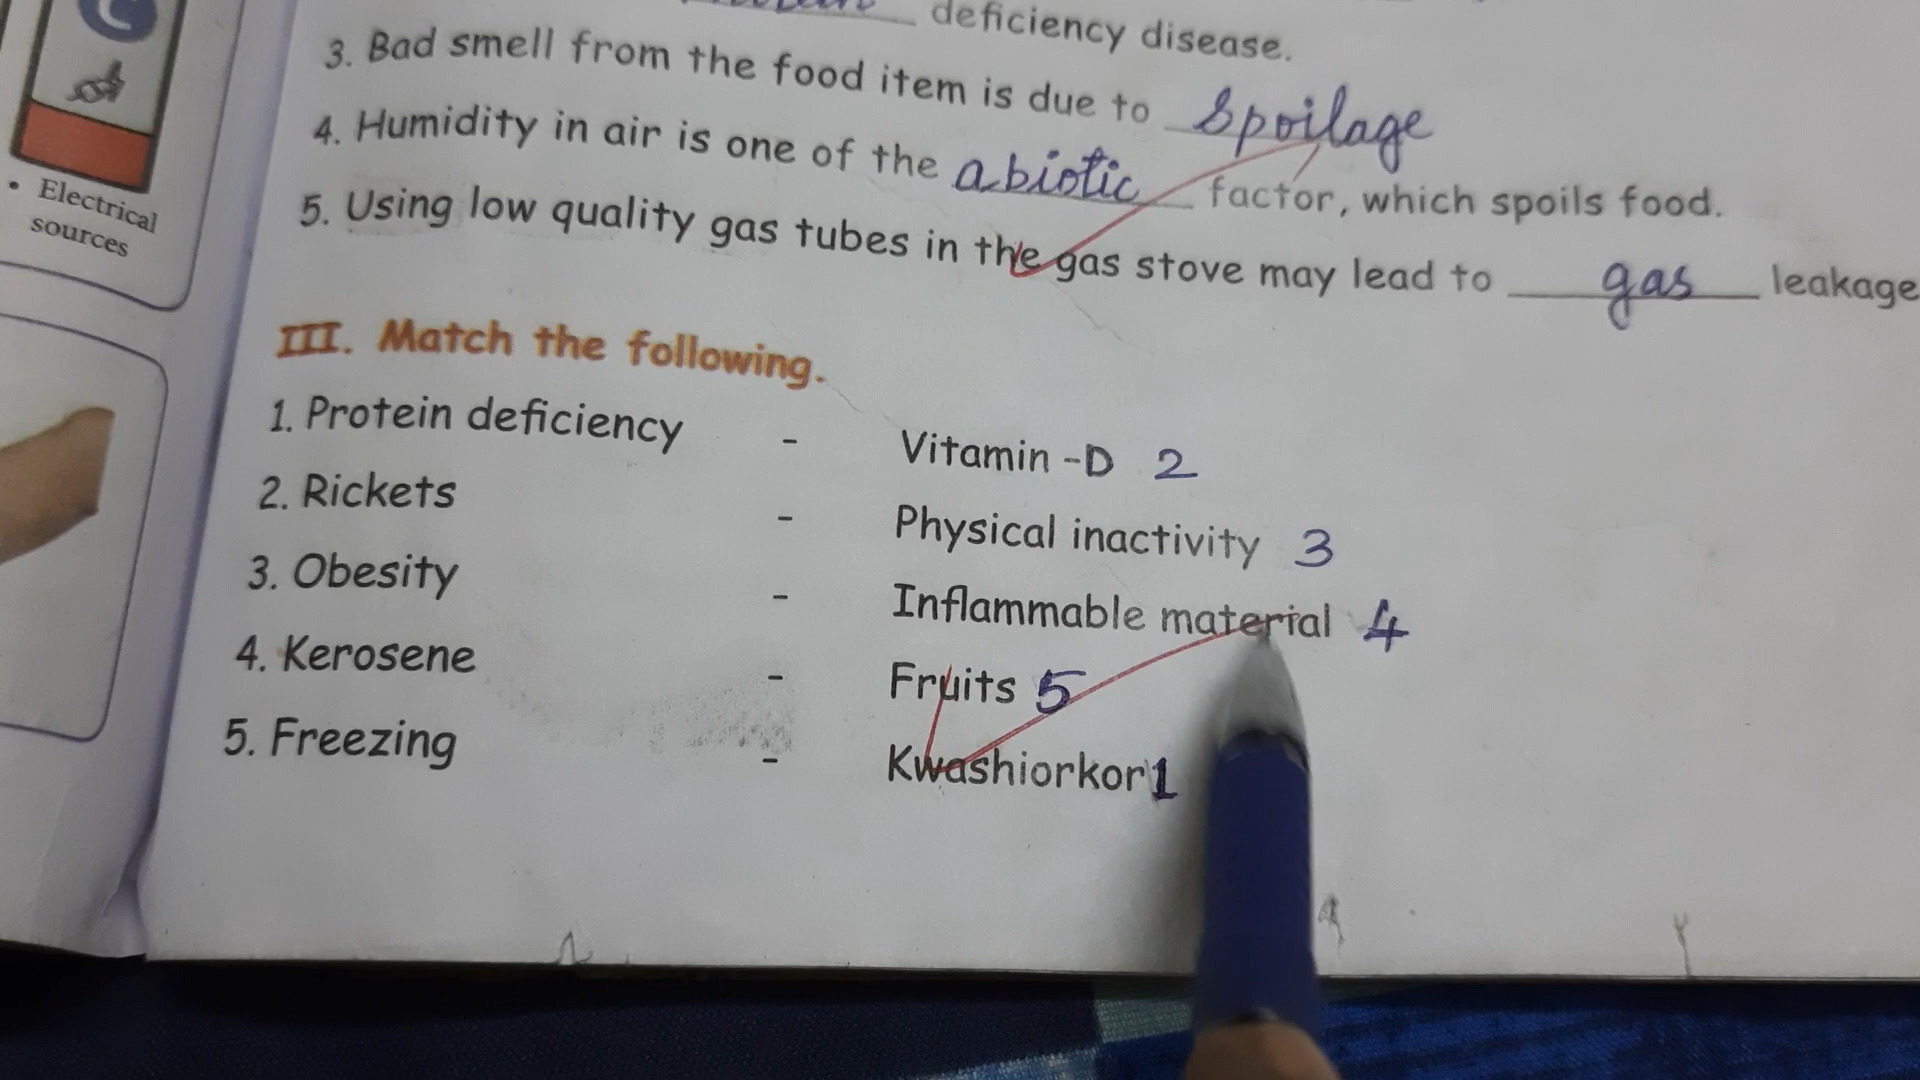 deficiency disease.
3. Bad smell from the food item is due to Spoilage
4. Humidity in air is one of the abiotic factor, which spoils food.
5. Using low quality gas tubes in the gas stove may lead to gas leakage
• Electrical
sources
III. Match the following.
1. Protein deficiency - Vitamin -D 2
2. Rickets - Physical inactivity 3
3. Obesity - Inflammable material 4
4. Kerosene - Fruits 5
5. Freezing - Kwashiorkor 1